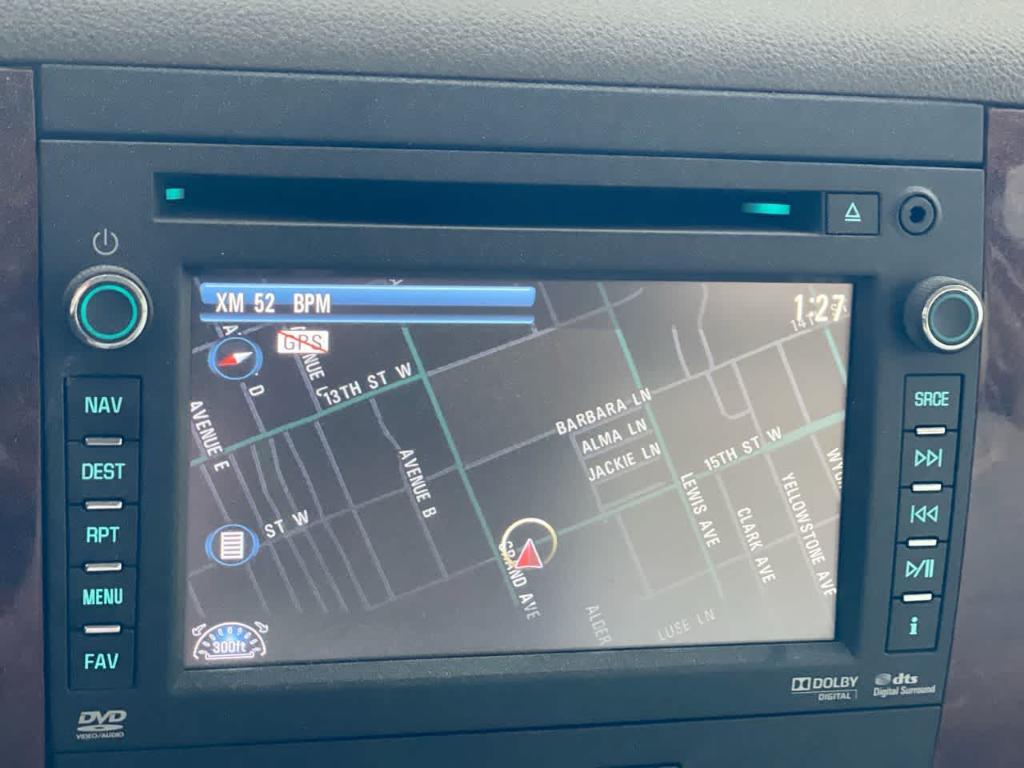 XM 52 BPM
1:27
GPS
D
13TH ST W
AVENUE E
AVENUE B
BARBARA LN
ALMA LN
JACKIE LN
15TH ST W
LEWIS AVE
CLARK AVE
YELLOWSTONE AVE
ST W
GRAND AVE
ALDER
LUSE LN
300ft
NAV
DEST
RPT
MENU
FAV
SRCE
i
DVD
VIDEO/AUDIO
DOLBY
DIGITAL
dts
Digital Surround